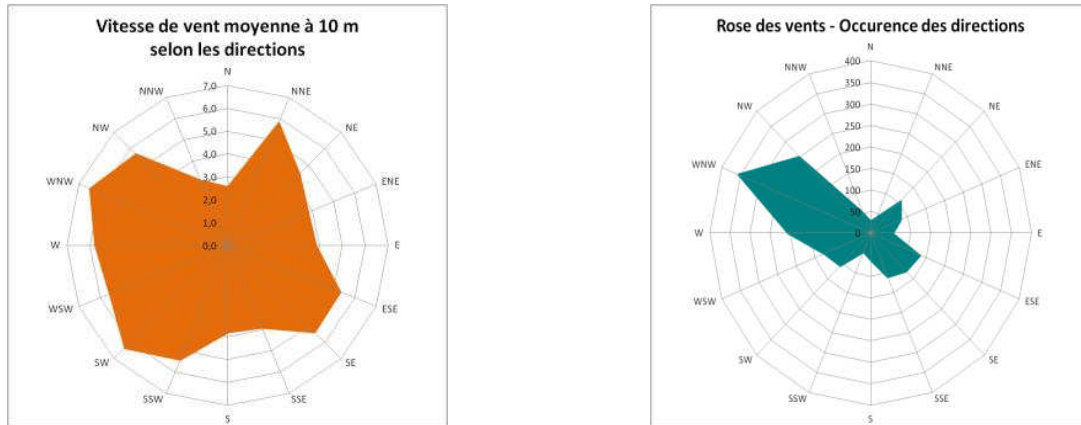 Vitesse de vent moyenne à 10 m
selon les directions
N
7,0
NNW
NNE
6,0
NW
5,0
NE
4,0
WNW
3,0
ENE
2,0
1,0
W
0,0
E
WSW
ESE
SW
SE
SSW
SSE
S
Rose des vents - Occurence des directions
N
400
NNW
NNE
350
300
NW
NE
250
200
WNW
150
ENE
100
50
W
0
E
WSW
ESE
SW
SE
SSW
SSE
S